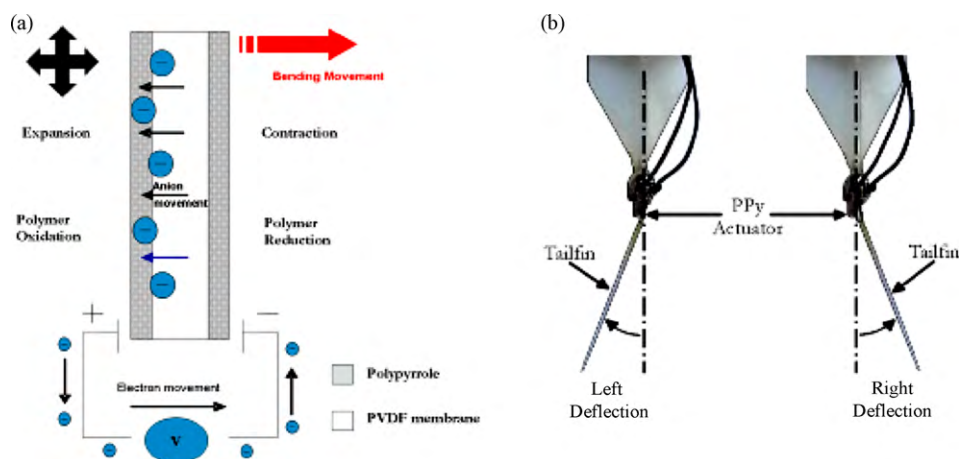 (a)
Bending Movement
Expansion
Contraction
Anion
movement
Polymer
Oxidation
Polymer
Reduction
+
−
Electron movement
V
Polypyrrole
PVDF membrane
(b)
PPy
Actuator
Tailfin
Tailfin
Left
Deflection
Right
Deflection